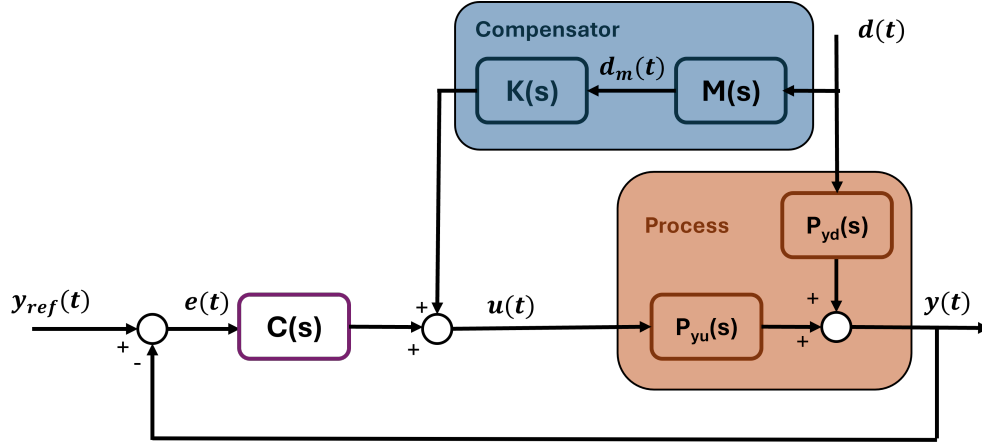 Compensator
d(t)
d_m(t)
K(s)
M(s)
Process
P_yd(s)
y_ref(t)
e(t)
+
u(t)
+
y(t)
C(s)
P_yu(s)
+
-
+
+